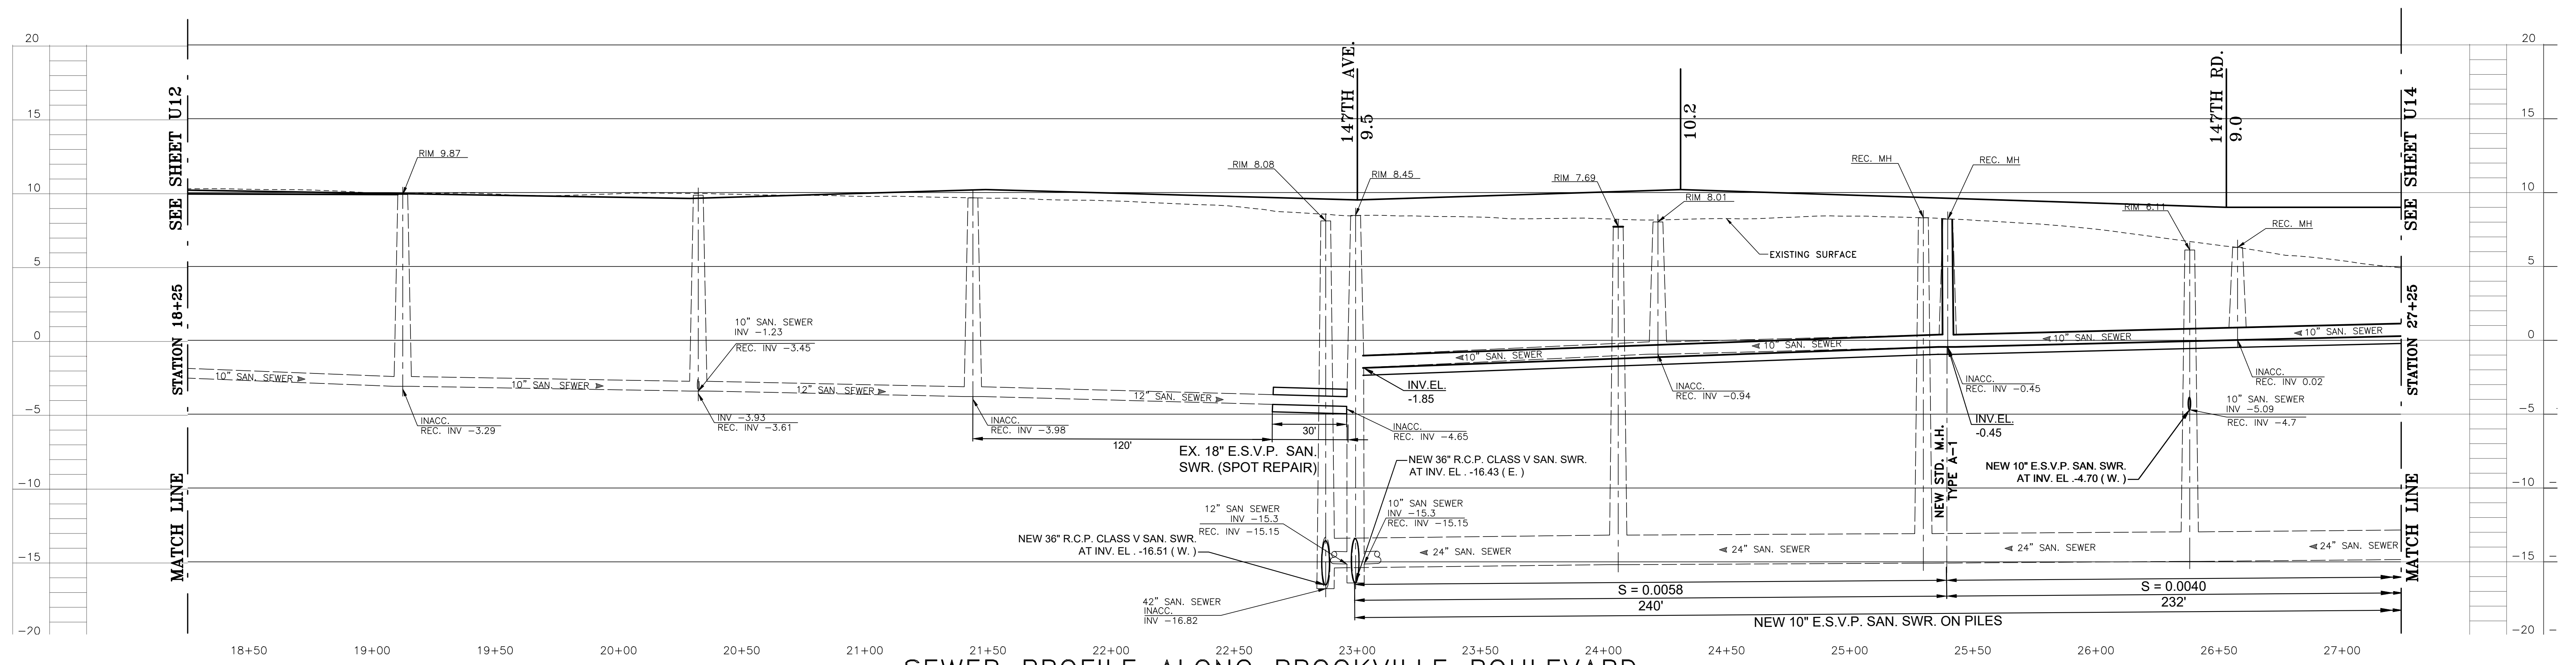 20
15
10
5
0
-5
-10
-15
-20
SEE SHEET U12
STATION 18+25
MATCH LINE
RIM 9.87
10" SAN. SEWER
10" SAN. SEWER
INACC.
REC. INV -3.29
10" SAN. SEWER
INV -1.23
REC. INV -3.45
12" SAN. SEWER
INV -3.93
REC. INV -3.61
INACC.
REC. INV -3.98
12" SAN. SEWER
120'
30'
EX. 18" E.S.V.P. SAN.
SWR. (SPOT REPAIR)
RIM 8.08
147TH AVE.
9.5
RIM 8.45
INACC.
REC. INV -4.65
NEW 36" R.C.P. CLASS V SAN. SWR.
AT INV. EL . -16.43 ( E. )
12" SAN SEWER
INV -15.3
REC. INV -15.15
10" SAN SEWER
INV -15.3
REC. INV -15.15
NEW 36" R.C.P. CLASS V SAN. SWR.
AT INV. EL . -16.51 ( W. )
42" SAN. SEWER
INACC.
INV -16.82
INV.EL.
-1.85
10" SAN. SEWER
RIM 7.69
10.2
RIM 8.01
EXISTING SURFACE
INACC.
REC. INV -0.94
10" SAN. SEWER
REC. MH
REC. MH
INACC.
REC. INV -0.45
INV.EL.
-0.45
NEW STD. M.H.
TYPE A-1
10" SAN. SEWER
RIM 6.11
147TH RD.
9.0
REC. MH
10" SAN. SEWER
INACC.
REC. INV 0.02
10" SAN. SEWER
INV -5.09
REC. INV -4.7
NEW 10" E.S.V.P. SAN. SWR.
AT INV. EL .-4.70 ( W. )
24" SAN. SEWER
24" SAN. SEWER
24" SAN. SEWER
24" SAN. SEWER
S = 0.0058
240'
S = 0.0040
232'
NEW 10" E.S.V.P. SAN. SWR. ON PILES
SEE SHEET U14
STATION 27+25
MATCH LINE
20
15
10
5
0
-5
-10
-15
-20
18+50 19+00 19+50 20+00 20+50 21+00 21+50 22+00 22+50 23+00 23+50 24+00 24+50 25+00 25+50 26+00 26+50 27+00
SEWER PROFILE ALONG BROOKVILLE BOULEVARD